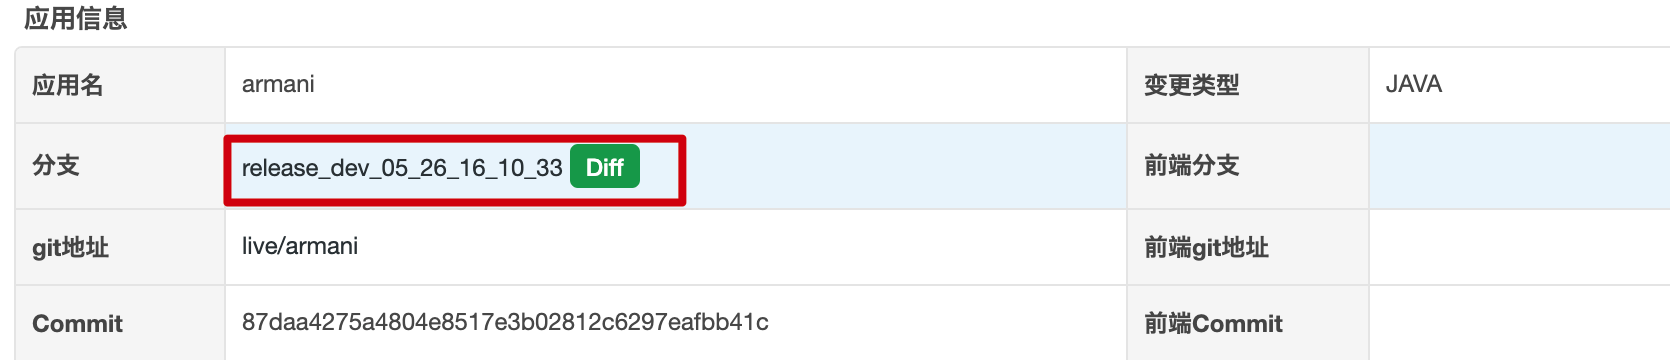 应用信息
应用名 armani 变更类型 JAVA
分支 release_dev_05_26_16_10_33 Diff 前端分支
git地址 live/armani 前端git地址
Commit 87daa4275a4804e8517e3b02812c6297eafbb41c 前端Commit